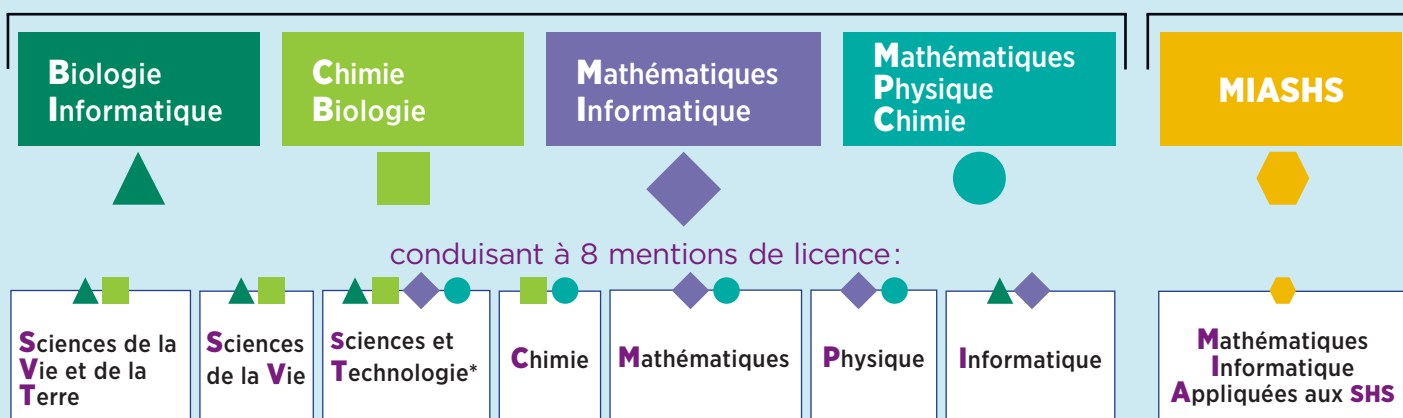 Biologie
Informatique
Chimie
Biologie
Mathématiques
Informatique
Mathématiques
Physique
Chimie
MIASHS
conduisant à 8 mentions de licence :
Sciences de la
Vie et de la
Terre
Sciences
de la Vie
Sciences et
Technologie*
Chimie
Mathématiques
Physique
Informatique
Mathématiques
Informatique
Appliquées aux SHS